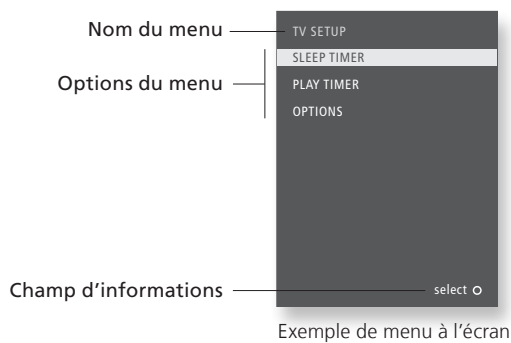 Nom du menu
TV SETUP
SLEEP TIMER
Options du menu
PLAY TIMER
OPTIONS
Champ d'informations
select
Exemple de menu à l'écran